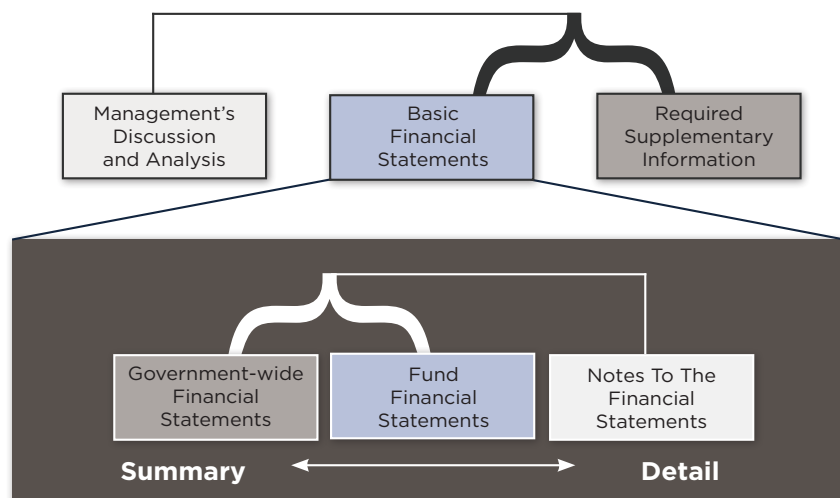 Management's
Discussion
and Analysis
Basic
Financial
Statements
Required
Supplementary
Information
Government-wide
Financial
Statements
Fund
Financial
Statements
Notes To The
Financial
Statements
Summary
Detail